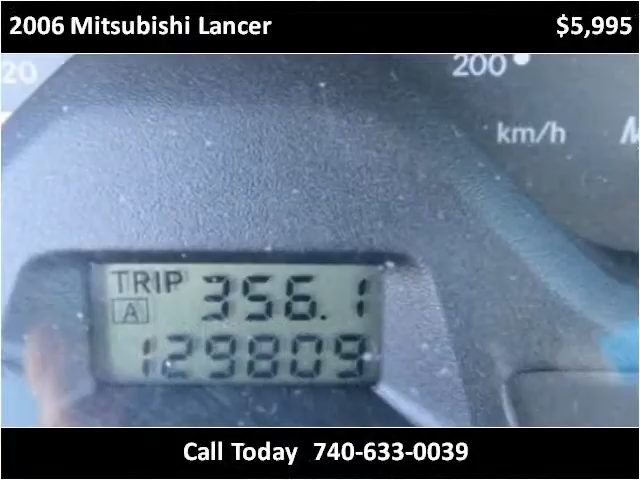 2006 Mitsubishi Lancer $5,995
20 200
km/h
TRIP 356.1
A
129809
Call Today 740-633-0039